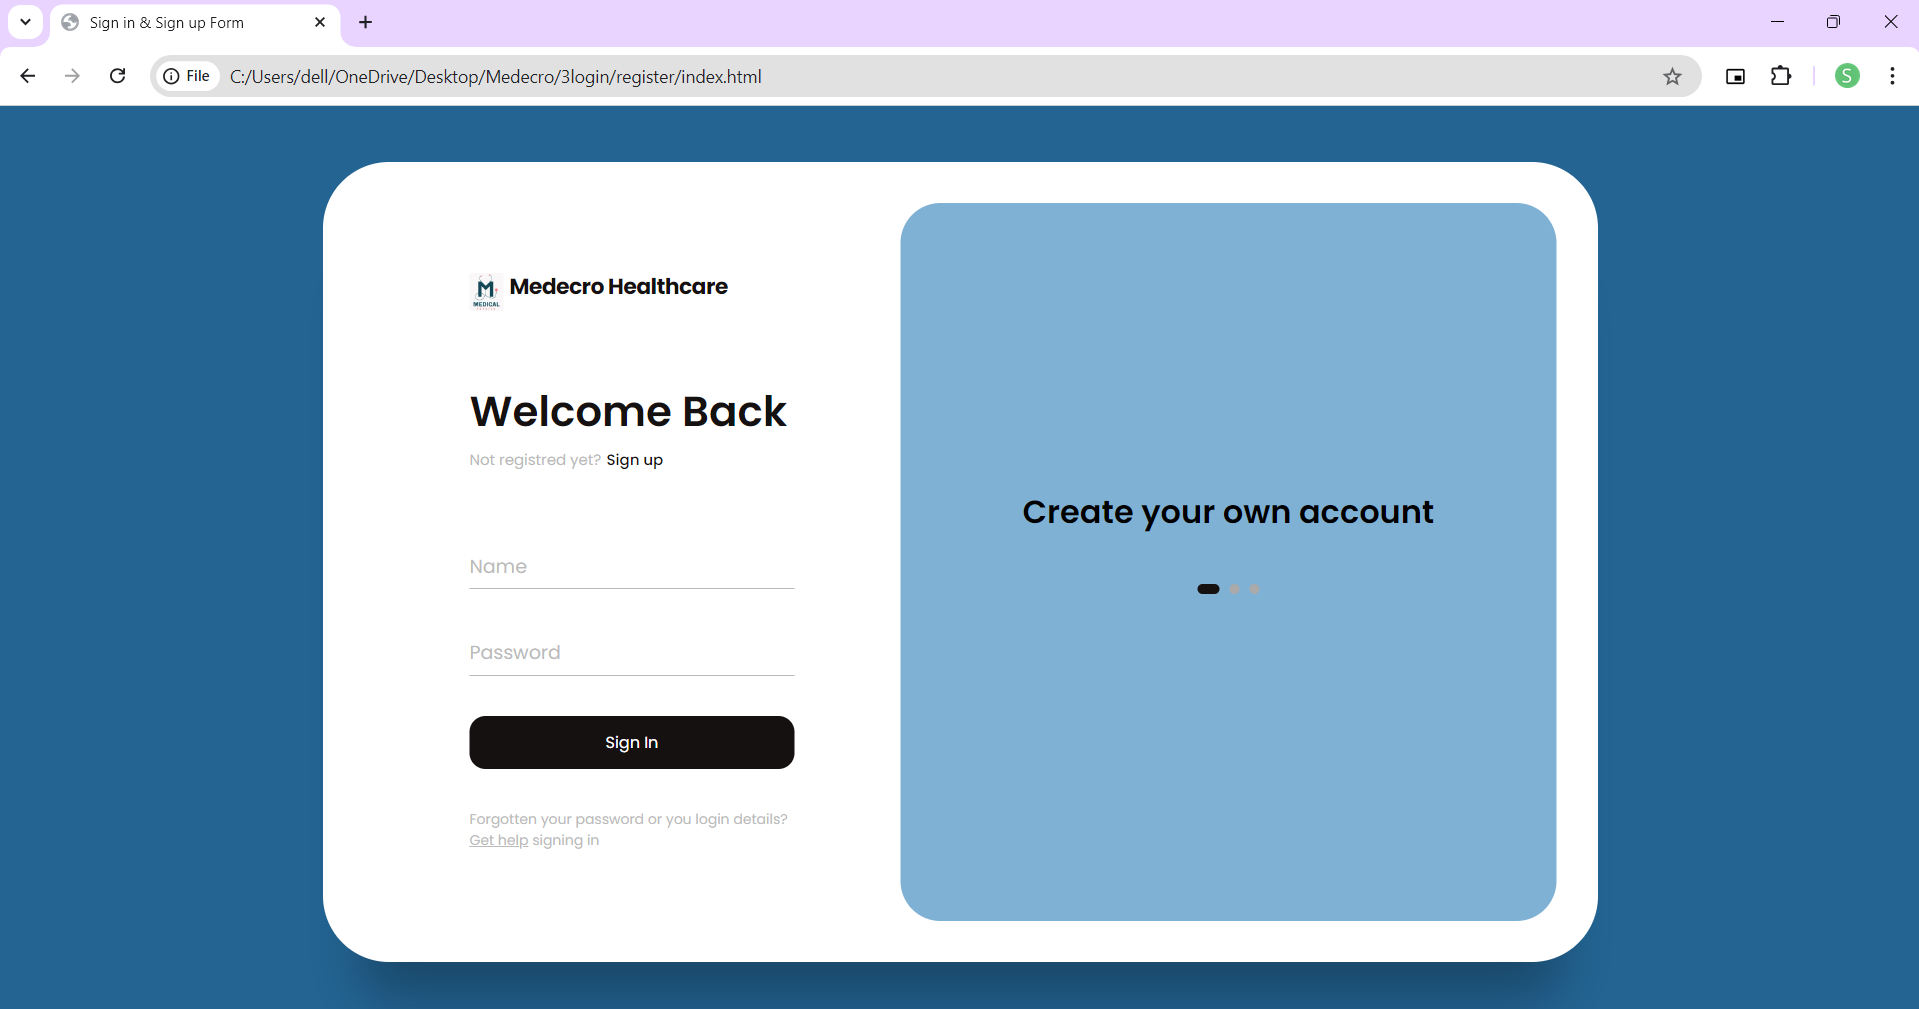 Sign in & Sign up Form
File
C:/Users/dell/OneDrive/Desktop/Medecro/3login/register/index.html
S
M
MEDICAL
Medecro Healthcare
Welcome Back
Not registred yet? Sign up
Name
Password
Sign In
Forgotten your password or you login details?
Get help signing in
Create your own account